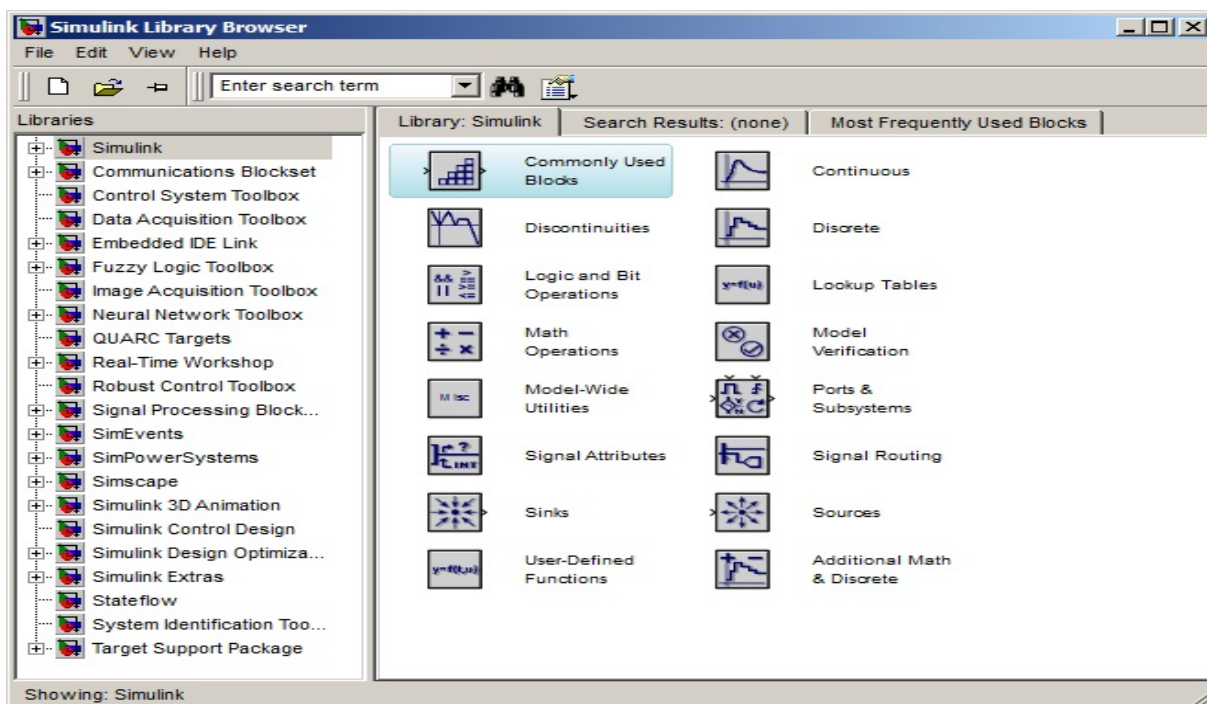 Simulink Library Browser
File Edit View Help
Enter search term
Libraries
Simulink
Communications Blockset
Control System Toolbox
Data Acquisition Toolbox
Embedded IDE Link
Fuzzy Logic Toolbox
Image Acquisition Toolbox
Neural Network Toolbox
QUARC Targets
Real-Time Workshop
Robust Control Toolbox
Signal Processing Block...
SimEvents
SimPowerSystems
Simscape
Simulink 3D Animation
Simulink Control Design
Simulink Design Optimiza...
Simulink Extras
Stateflow
System Identification Too...
Target Support Package
Library: Simulink Search Results: (none) Most Frequently Used Blocks
Commonly Used
Blocks
Continuous
Discontinuities
Discrete
&& > ==
|| >= <=
Logic and Bit
Operations
y=f(u)
Lookup Tables
+ −
÷ ×
Math
Operations
Model
Verification
Misc
Model-Wide
Utilities
Ports &
Subsystems
?
INT
Signal Attributes
Signal Routing
Sinks
Sources
y=f(t,u)
User-Defined
Functions
Additional Math
& Discrete
Showing: Simulink